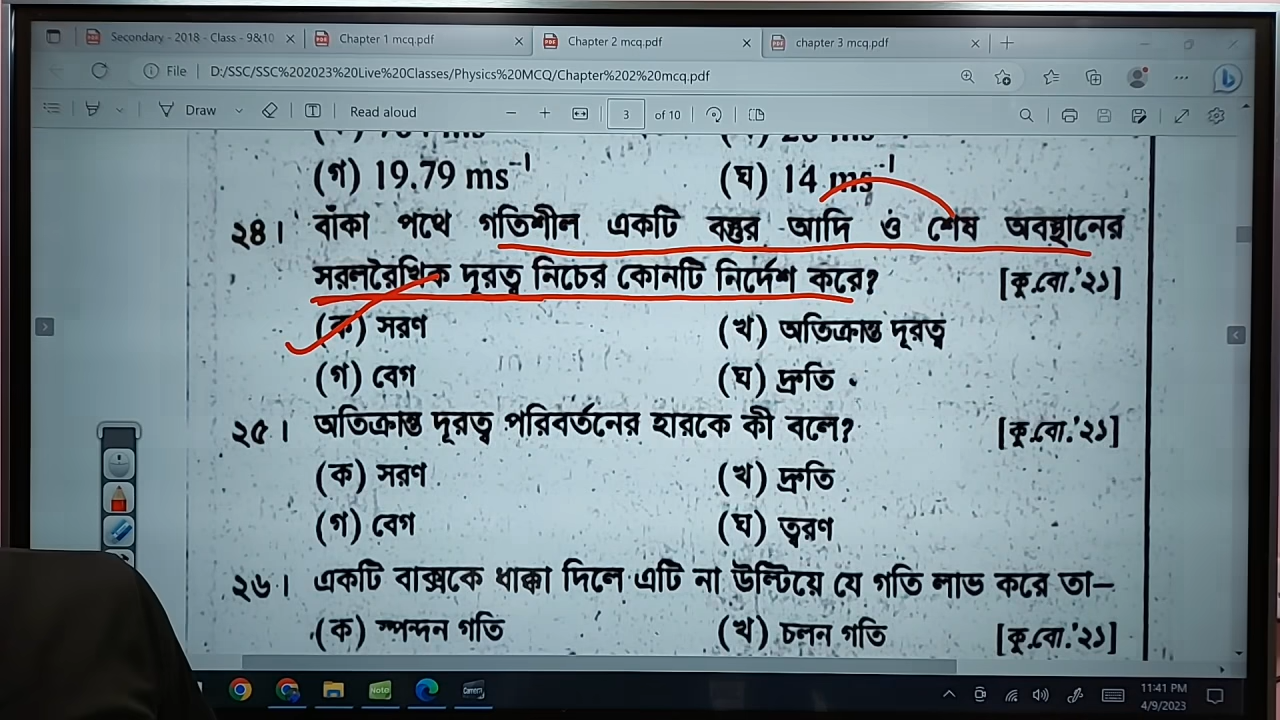 Secondary - 2018 - Class - 9&10
Chapter 1 mcq.pdf
Chapter 2 mcq.pdf
chapter 3 mcq.pdf
File D:/SSC/SSC%202023%20Live%20Classes/Physics%20MCQ/Chapter%202%20mcq.pdf
Draw
Read aloud
3 of 10
(গ) 19.79 ms⁻¹ (ঘ) 14 ms⁻¹
২৪। বাঁকা পথে গতিশীল একটি বস্তুর আদি ও শেষ অবস্থানের
সরলরৈখিক দূরত্ব নিচের কোনটি নির্দেশ করে? [কু.বো.'২১]
(ক) সরণ (খ) অতিক্রান্ত দূরত্ব
(গ) বেগ (ঘ) দ্রুতি
২৫। অতিক্রান্ত দূরত্ব পরিবর্তনের হারকে কী বলে? [কু.বো.'২১]
(ক) সরণ (খ) দ্রুতি
(গ) বেগ (ঘ) ত্বরণ
২৬। একটি বাক্সকে ধাক্কা দিলে এটি না উল্টিয়ে যে গতি লাভ করে তা–
(ক) স্পন্দন গতি (খ) চলন গতি [কু.বো.'২১]
Note
Camera
11:41 PM
4/9/2023